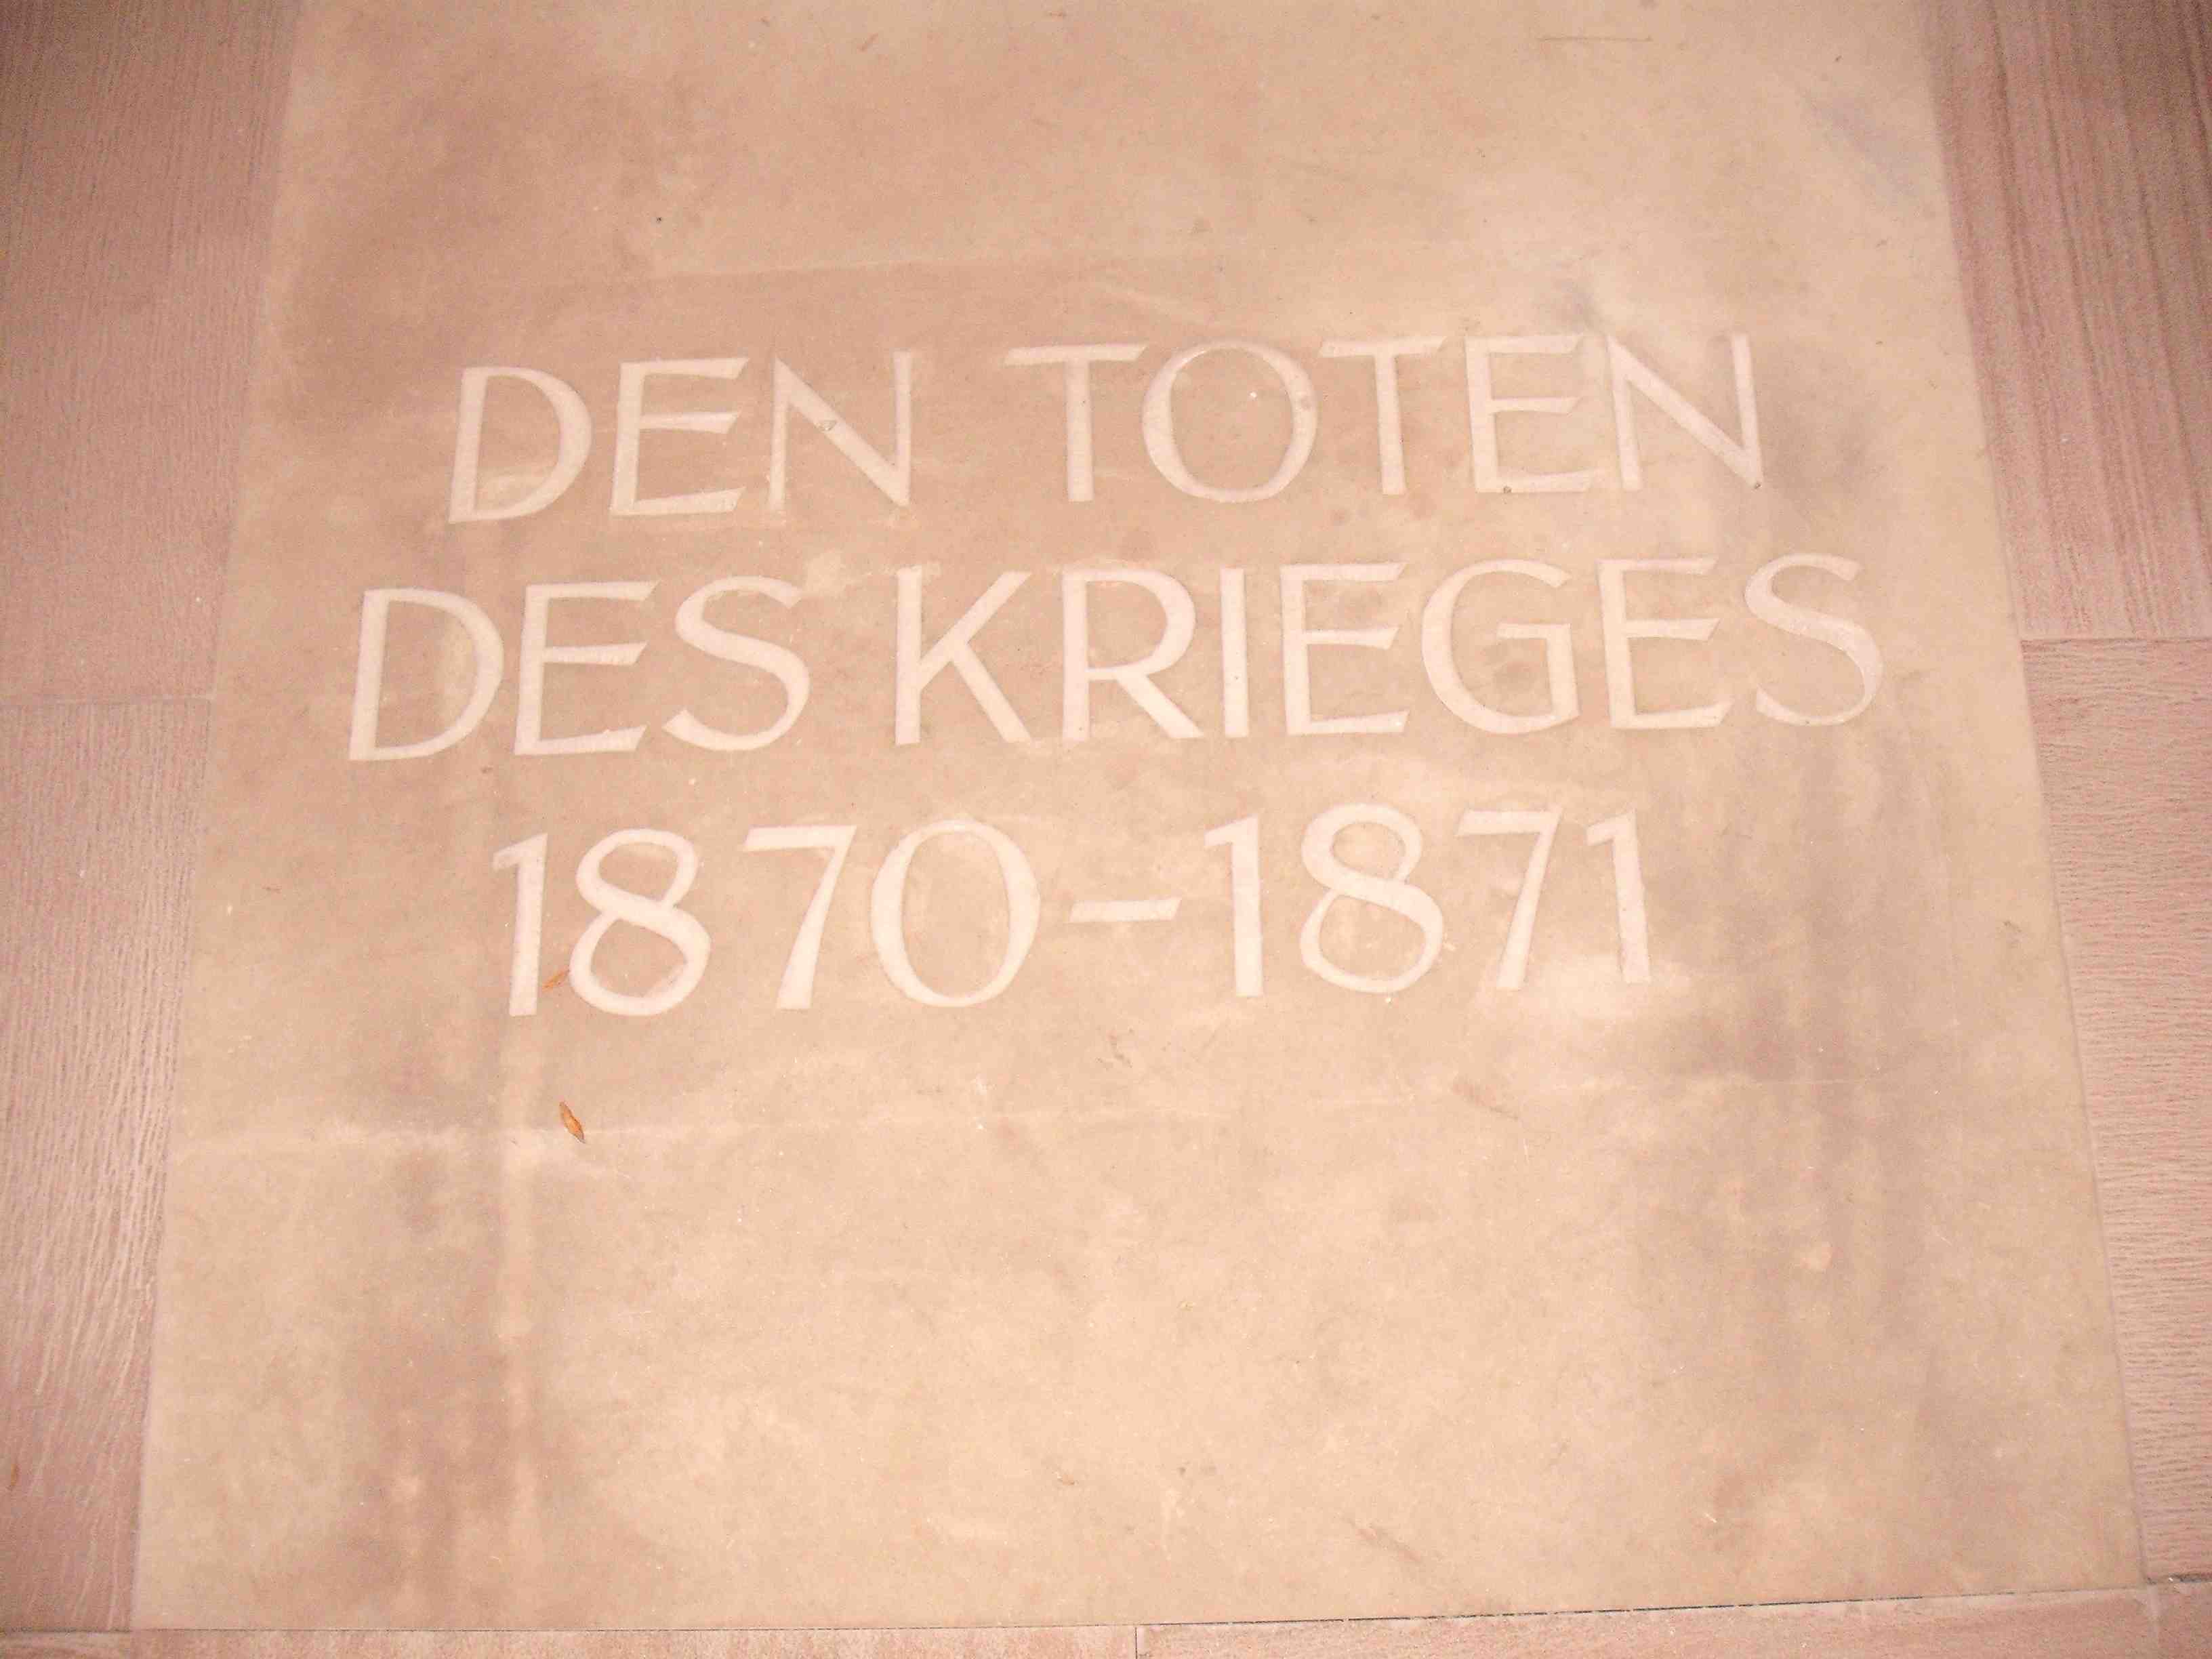 DEN TOTEN
DES KRIEGES
1870–1871